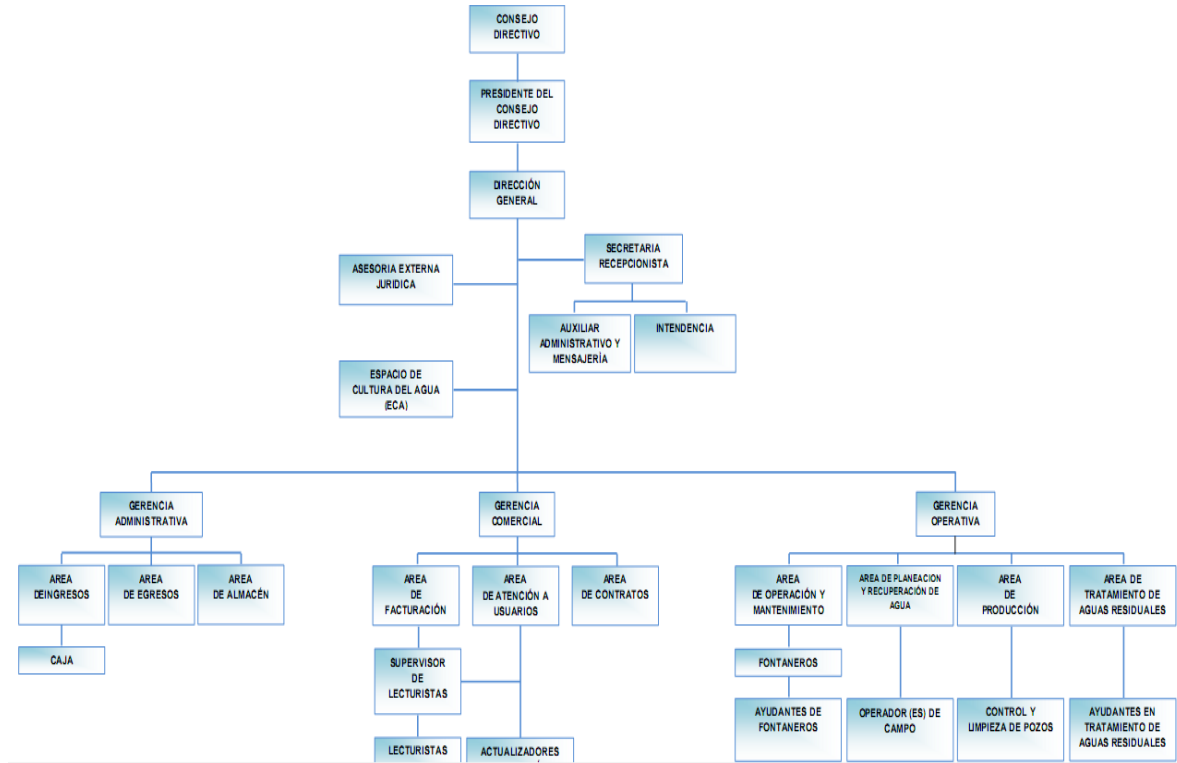 CONSEJO
DIRECTIVO
PRESIDENTE DEL
CONSEJO
DIRECTIVO
DIRECCIÓN
GENERAL
SECRETARIA
RECEPCIONISTA
ASESORIA EXTERNA
JURIDICA
AUXILIAR
ADMINISTRATIVO Y
MENSAJERÍA
INTENDENCIA
ESPACIO DE
CULTURA DEL AGUA
(ECA)
GERENCIA
ADMINISTRATIVA
GERENCIA
COMERCIAL
GERENCIA
OPERATIVA
AREA
DEINGRESOS
AREA
DE EGRESOS
AREA
DE ALMACÉN
AREA
DE
FACTURACIÓN
AREA
DE ATENCIÓN A
USUARIOS
AREA
DE CONTRATOS
AREA
DE OPERACIÓN Y
MANTENIMIENTO
AREA DE PLANEACION
Y RECUPERACIÓN DE
AGUA
AREA
DE
PRODUCCIÓN
AREA DE
TRATAMIENTO DE
AGUAS RESIDUALES
CAJA
SUPERVISOR
DE
LECTURISTAS
FONTANEROS
LECTURISTAS
ACTUALIZADORES
AYUDANTES DE
FONTANEROS
OPERADOR (ES) DE
CAMPO
CONTROL Y
LIMPIEZA DE POZOS
AYUDANTES EN
TRATAMIENTO DE
AGUAS RESIDUALES